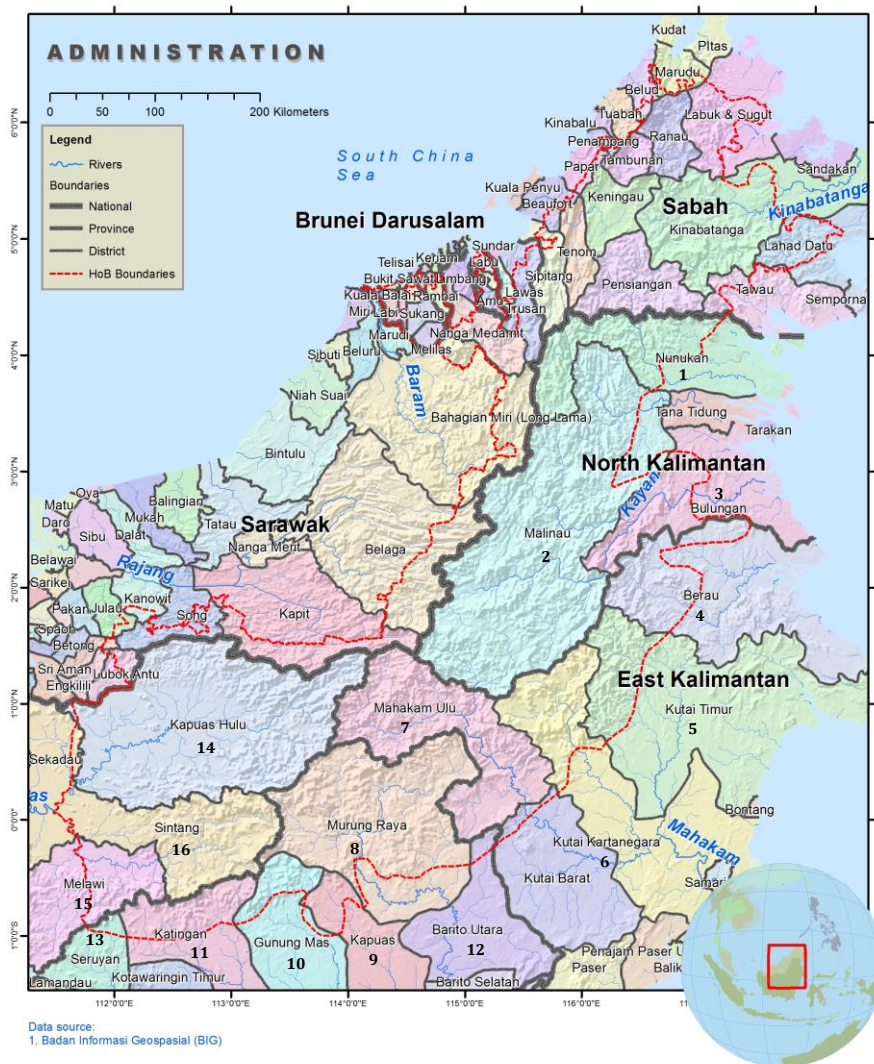 ADMINISTRATION
0 50 100 200 Kilometers
Legend
Rivers
Boundaries
National
Province
District
HoB Boundaries
South China
Sea
Brunei Darusalam
Sabah
Sarawak
North Kalimantan
East Kalimantan
Kudat
PItas
Marudu
Belud
Tuabah
Labuk & Sugut
Kinabalu
Ranau
Penampang
Papar
Tambunan
Sandakan
Kuala Penyu
Beaufort
Keningau
Kinabatanga
Kinabatanga
Lahad Datu
Tenom
Sipitang
Pensiangan
Tawau
Semporna
Sundar
Telisai
Keriam
Labu
Bukit Sawat
Limbang
Lawas
Kuala Balai
Rambai
Amo
Trusan
Miri
Labi
Sukang
Marudi
Nanga Medamit
Melilas
Sibuti
Beluru
Baram
Niah Suai
Bahagian Miri (Long Lama)
Nunukan
1
Tana Tidung
Tarakan
Bintulu
3
Bulungan
Kayan
Malinau
2
Oya
Matu
Balingian
Daro
Mukah
Sibu
Dalat
Tatau
Nanga Merit
Belaga
Belawai
Rajang
Sarikei
Kanowit
Pakan
Julau
Song
Kapit
Berau
4
Spaoh
Betong
Sri Aman
Lubok Antu
Engkilili
Kapuas Hulu
14
Mahakam Ulu
7
Kutai Timur
5
Sekadau
as
Sintang
16
Murung Raya
8
Bontang
Kutai Kartanegara
6
Mahakam
Kutai Barat
Samari
Melawi
15
13
Seruyan
Katingan
11
Gunung Mas
10
Kapuas
9
Barito Utara
12
Lamandau
Kotawaringin Timur
Barito Selatan
Penajam Paser U
Paser
Balik
6°0'0"N
5°0'0"N
4°0'0"N
3°0'0"N
2°0'0"N
1°0'0"N
0°0'0"
1°0'0"S
112°0'0"E
113°0'0"E
114°0'0"E
115°0'0"E
116°0'0"E
Data source:
1. Badan Informasi Geospasial (BIG)